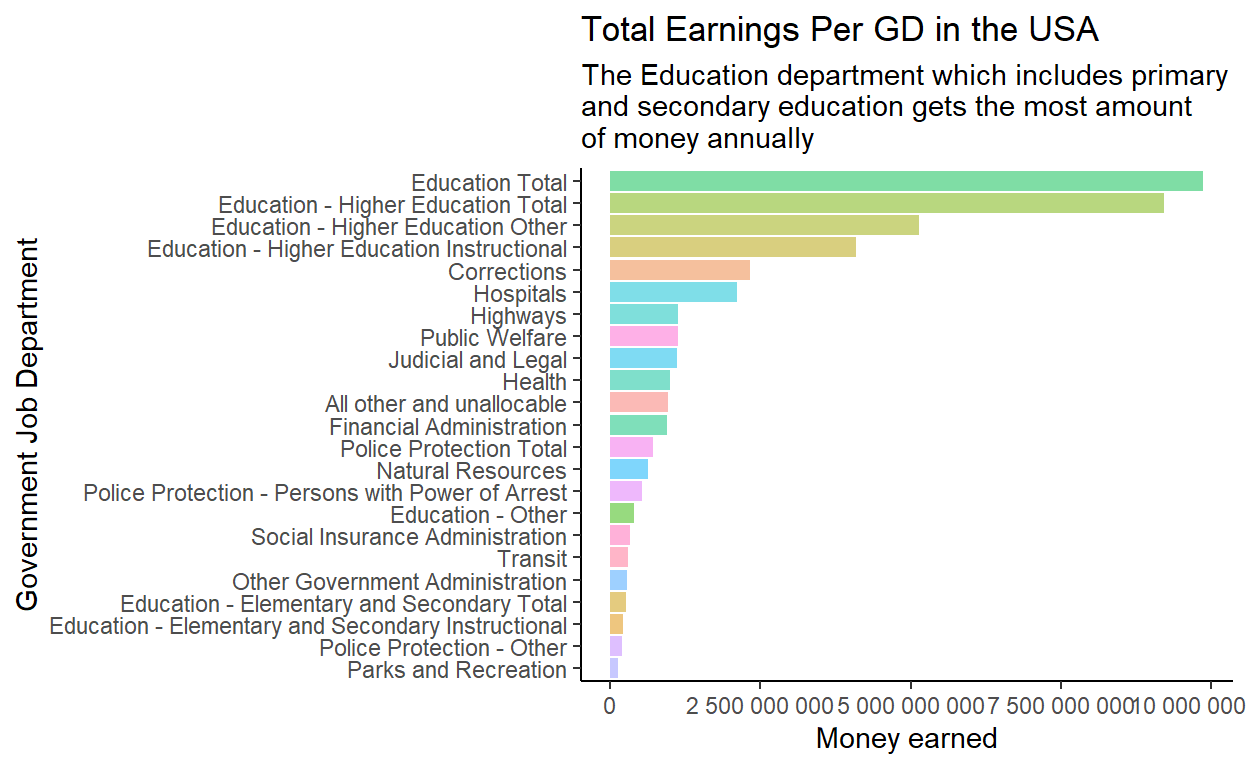 Total Earnings Per GD in the USA
The Education department which includes primary
and secondary education gets the most amount
of money annually
Government Job Department
Education Total
Education - Higher Education Total
Education - Higher Education Other
Education - Higher Education Instructional
Corrections
Hospitals
Highways
Public Welfare
Judicial and Legal
Health
All other and unallocable
Financial Administration
Police Protection Total
Natural Resources
Police Protection - Persons with Power of Arrest
Education - Other
Social Insurance Administration
Transit
Other Government Administration
Education - Elementary and Secondary Total
Education - Elementary and Secondary Instructional
Police Protection - Other
Parks and Recreation
0 2 500 000 000 5 000 000 000 7 500 000 000 10 000 000
Money earned